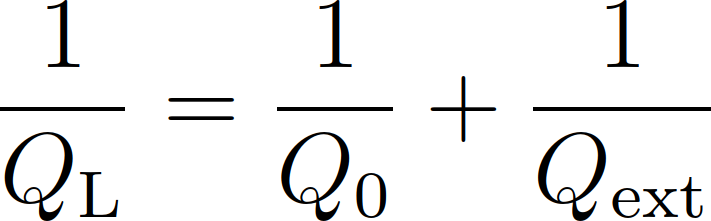 1/Q_L = 1/Q_0 + 1/Q_ext